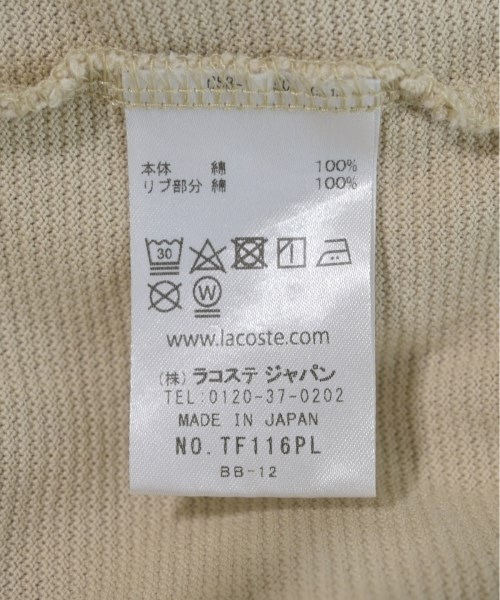 本体 綿 100%
リブ部分 綿 100%
30
W
www.lacoste.com
(株) ラコステ ジャパン
TEL:0120-37-0202
MADE IN JAPAN
NO. TF116PL
BB-12